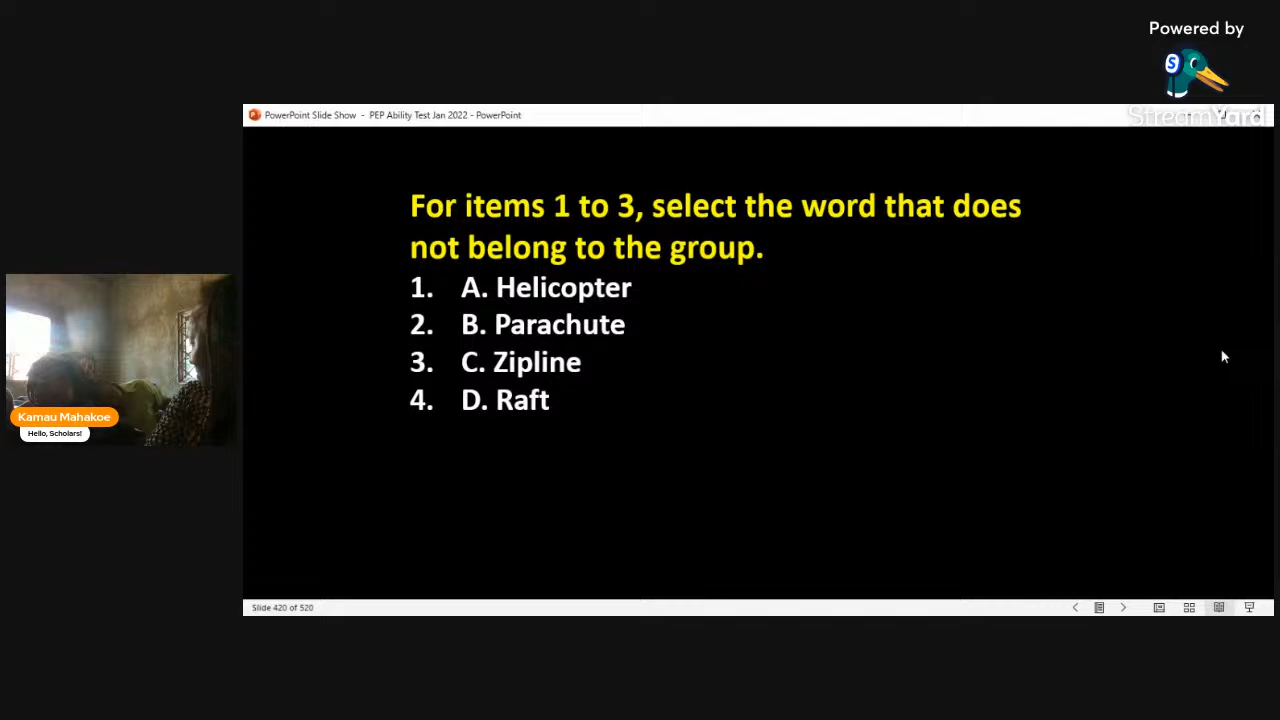 Powered by
StreamYard
PowerPoint Slide Show - PEP Ability Test Jan 2022 - PowerPoint
For items 1 to 3, select the word that does
not belong to the group.
1. A. Helicopter
2. B. Parachute
3. C. Zipline
4. D. Raft
Kamau Mahakoe
Hello, Scholars!
Slide 420 of 520